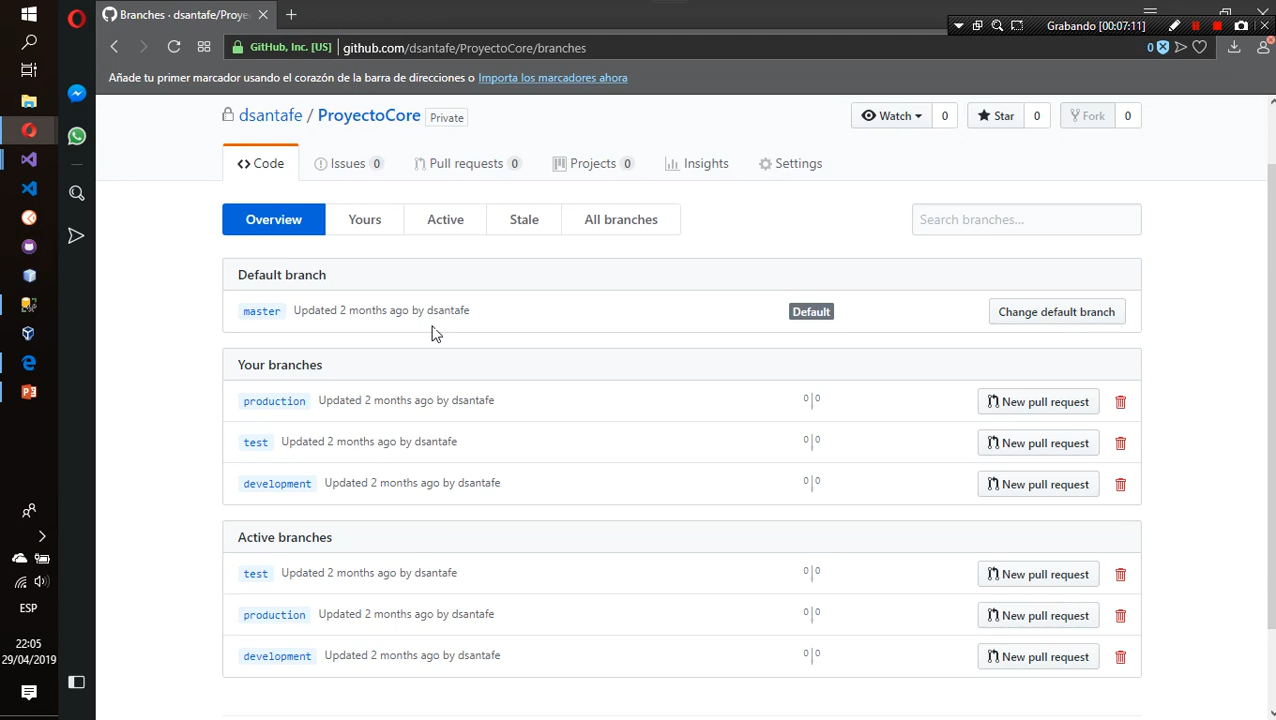 Branches · dsantafe/Proye
Grabando [00:07:11]
GitHub, Inc. [US]
github.com/dsantafe/ProyectoCore/branches
0
Añade tu primer marcador usando el corazón de la barra de direcciones o Importa los marcadores ahora
dsantafe / ProyectoCore Private
Watch 0 Star 0 Fork 0
Code Issues 0 Pull requests 0 Projects 0 Insights Settings
Overview Yours Active Stale All branches Search branches...
Default branch
master Updated 2 months ago by dsantafe Default Change default branch
Your branches
production Updated 2 months ago by dsantafe 0 | 0 New pull request
test Updated 2 months ago by dsantafe 0 | 0 New pull request
development Updated 2 months ago by dsantafe 0 | 0 New pull request
Active branches
test Updated 2 months ago by dsantafe 0 | 0 New pull request
production Updated 2 months ago by dsantafe 0 | 0 New pull request
development Updated 2 months ago by dsantafe 0 | 0 New pull request
ESP
22:05
29/04/2019